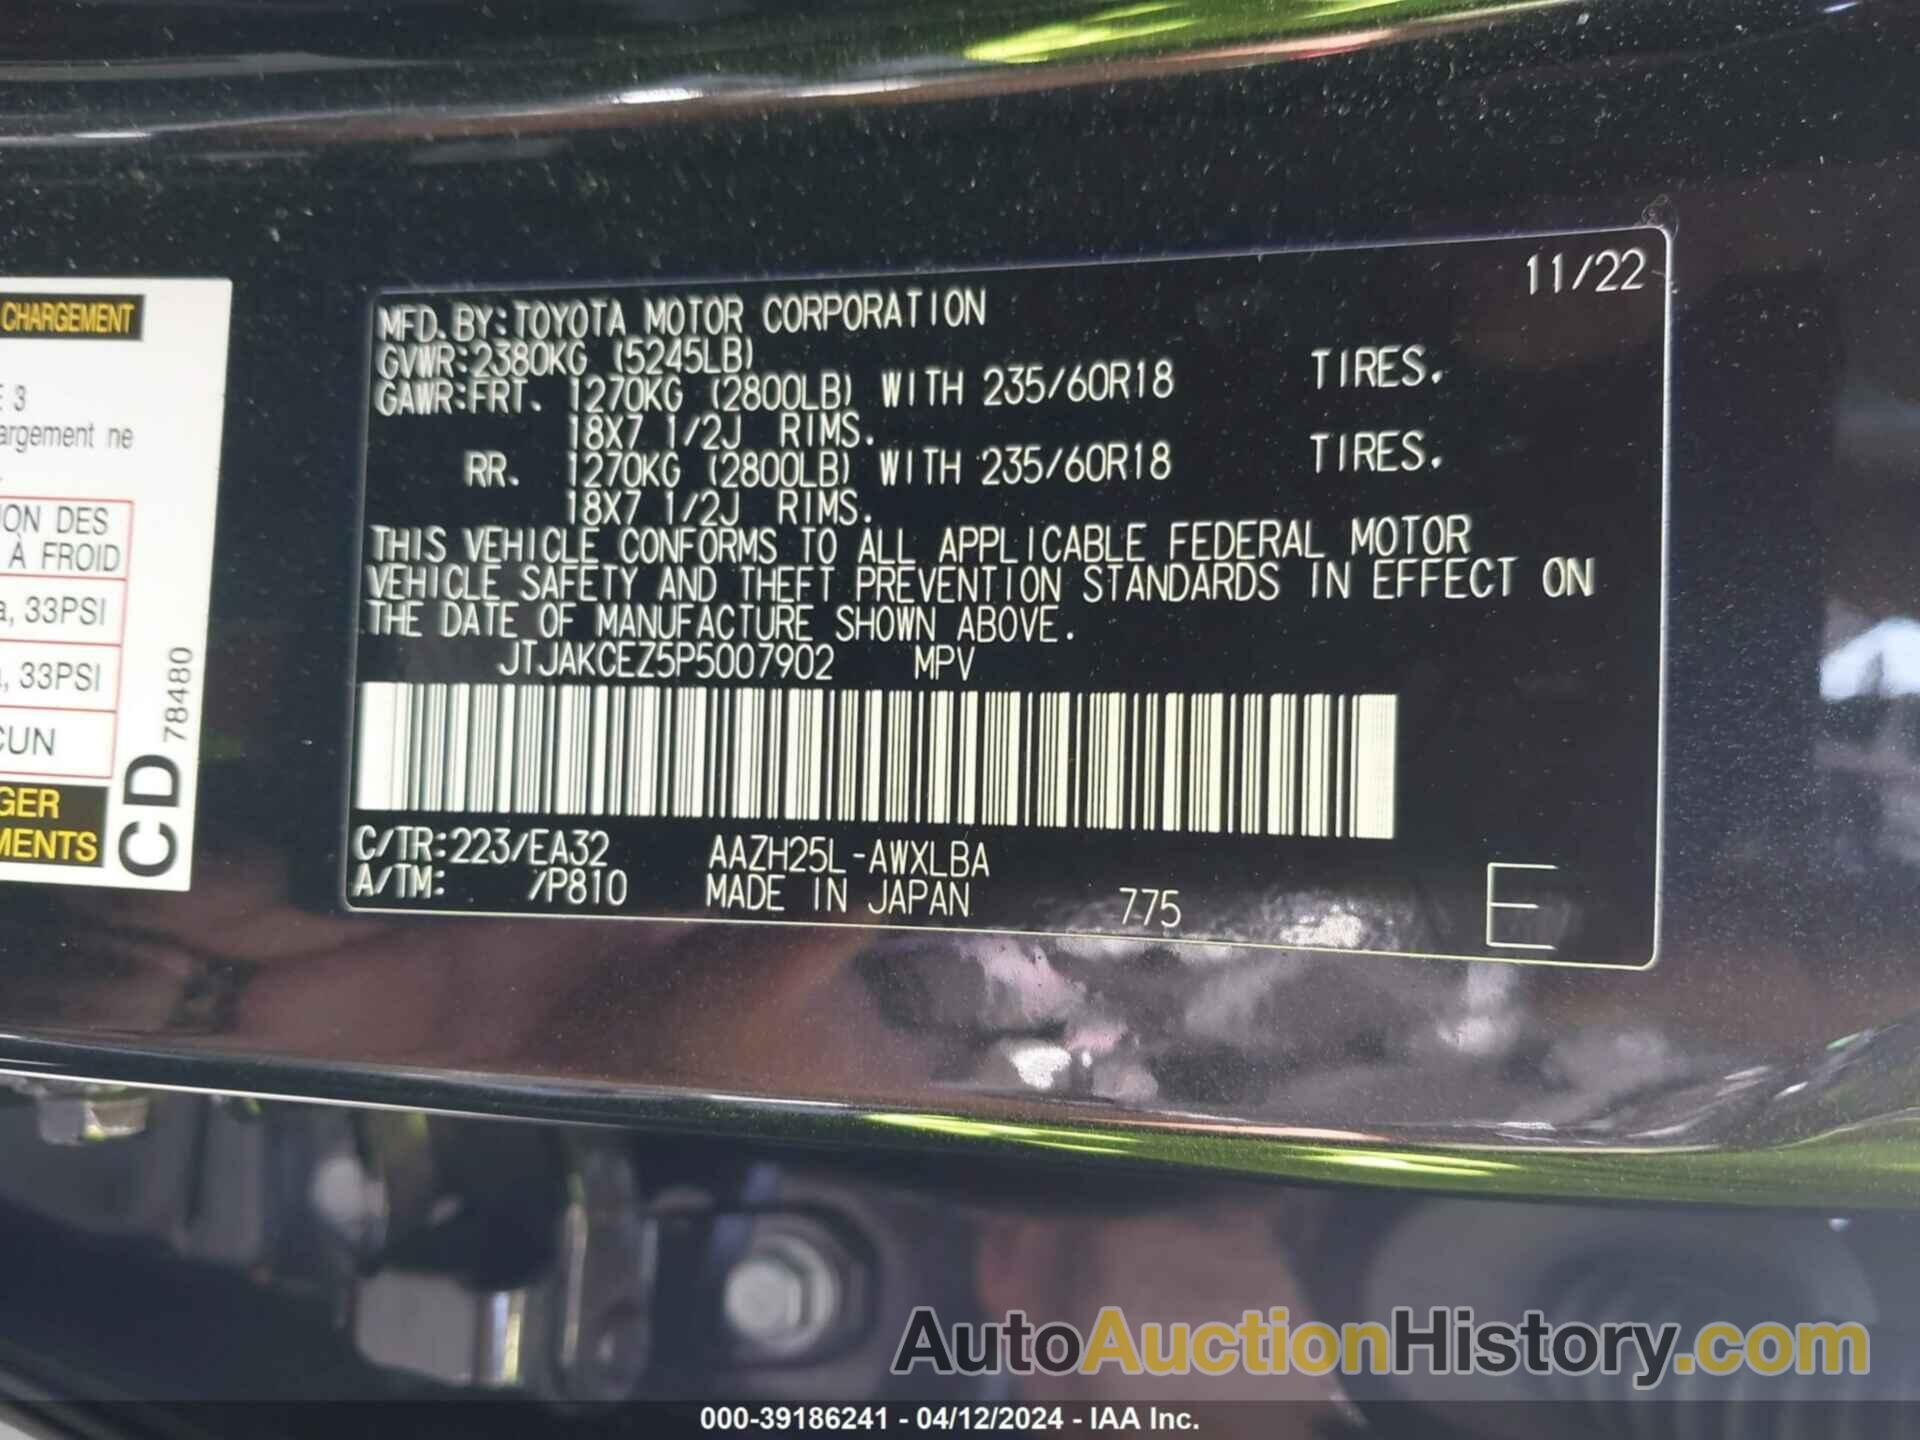 CHARGEMENT
E 3
argement ne
ION DES
À FROID
a, 33PSI
, 33PSI
CUN
GER
MENTS
CD 78480
11/22
MFD.BY:TOYOTA MOTOR CORPORATION
GVWR:2380KG (5245LB)
GAWR:FRT. 1270KG (2800LB) WITH 235/60R18 TIRES.
18X7 1/2J RIMS.
RR. 1270KG (2800LB) WITH 235/60R18 TIRES.
18X7 1/2J RIMS.
THIS VEHICLE CONFORMS TO ALL APPLICABLE FEDERAL MOTOR
VEHICLE SAFETY AND THEFT PREVENTION STANDARDS IN EFFECT ON
THE DATE OF MANUFACTURE SHOWN ABOVE.
JTJAKCEZ5P5007902 MPV
C/TR:223/EA32 AAZH25L-AWXLBA
A/TM: /P810 MADE IN JAPAN 775 E
AutoAuctionHistory.com
000-39186241 - 04/12/2024 - IAA Inc.